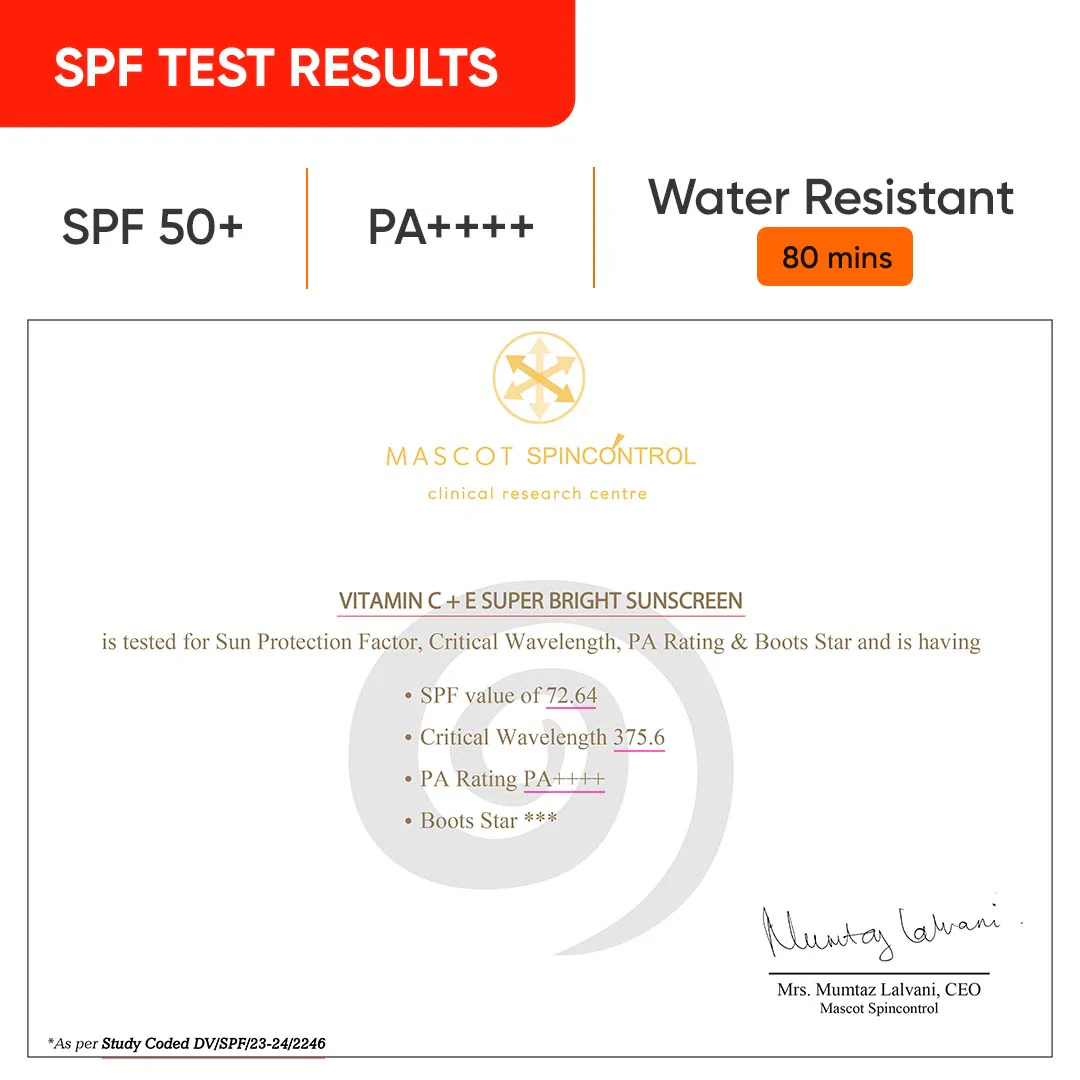 SPF TEST RESULTS
SPF 50+
PA++++
Water Resistant
80 mins
MASCOT SPINCONTROL
clinical research centre
VITAMIN C + E SUPER BRIGHT SUNSCREEN
is tested for Sun Protection Factor, Critical Wavelength, PA Rating & Boots Star and is having
• SPF value of 72.64
• Critical Wavelength 375.6
• PA Rating PA++++
• Boots Star ***
Mumtaz Lalvani
Mrs. Mumtaz Lalvani, CEO
Mascot Spincontrol
*As per Study Coded DV/SPF/23-24/2246